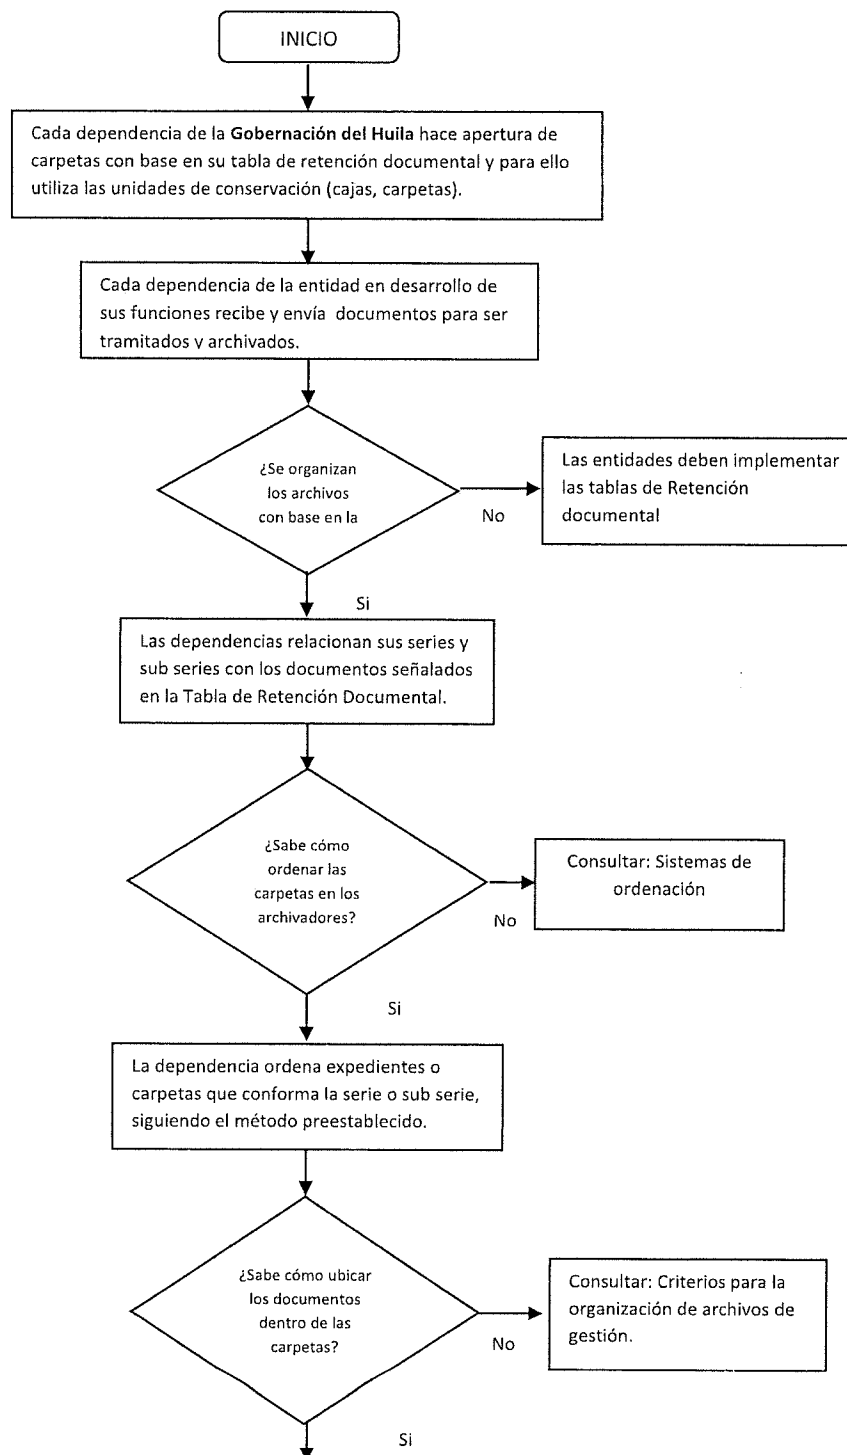 INICIO
Cada dependencia de la Gobernación del Huila hace apertura de
carpetas con base en su tabla de retención documental y para ello
utiliza las unidades de conservación (cajas, carpetas).
Cada dependencia de la entidad en desarrollo de
sus funciones recibe y envía documentos para ser
tramitados y archivados.
¿Se organizan
los archivos
con base en la
No
Las entidades deben implementar
las tablas de Retención
documental
Si
Las dependencias relacionan sus series y
sub series con los documentos señalados
en la Tabla de Retención Documental.
¿Sabe cómo
ordenar las
carpetas en los
archivadores?
No
Consultar: Sistemas de
ordenación
Si
La dependencia ordena expedientes o
carpetas que conforma la serie o sub serie,
siguiendo el método preestablecido.
¿Sabe cómo ubicar
los documentos
dentro de las
carpetas?
No
Consultar: Criterios para la
organización de archivos de
gestión.
Si